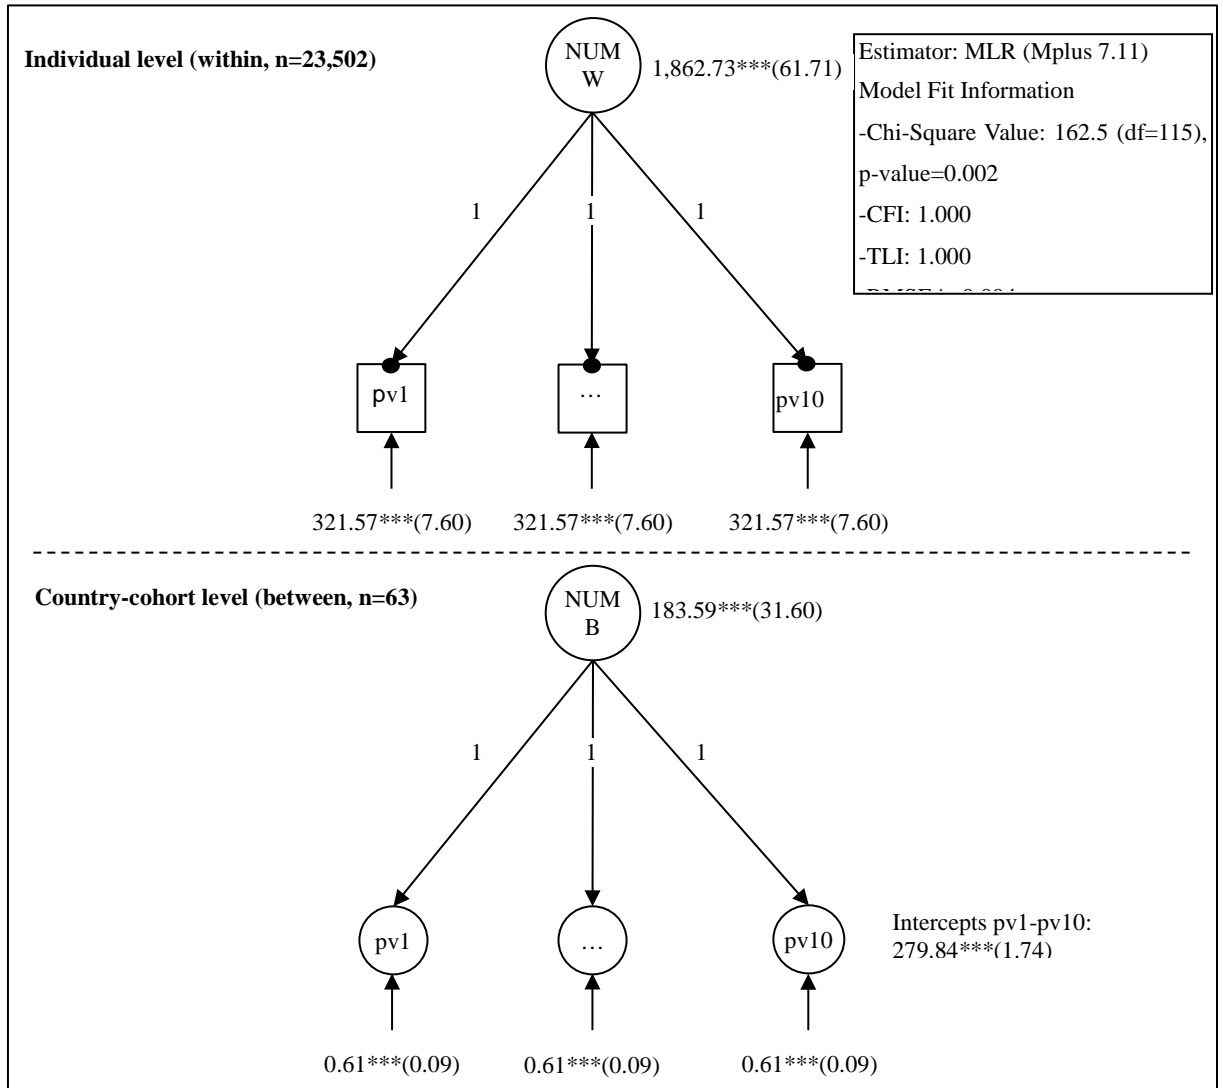 Individual level (within, n=23,502)
NUM
W
1,862.73***(61.71)
Estimator: MLR (Mplus 7.11)
Model Fit Information
-Chi-Square Value: 162.5 (df=115),
p-value=0.002
-CFI: 1.000
-TLI: 1.000
1 1 1
pv1 … pv10
321.57***(7.60) 321.57***(7.60) 321.57***(7.60)
Country-cohort level (between, n=63)
NUM
B
183.59***(31.60)
1 1 1
pv1 … pv10
Intercepts pv1-pv10:
279.84***(1.74)
0.61***(0.09) 0.61***(0.09) 0.61***(0.09)